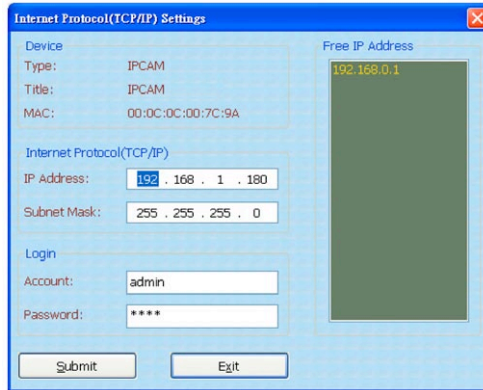 Internet Protocol(TCP/IP) Settings
Device
Type: IPCAM
Title: IPCAM
MAC: 00:0C:0C:00:7C:9A
Internet Protocol(TCP/IP)
IP Address: 192 . 168 . 1 . 180
Subnet Mask: 255 . 255 . 255 . 0
Login
Account: admin
Password: ****
Submit
Exit
Free IP Address
192.168.0.1